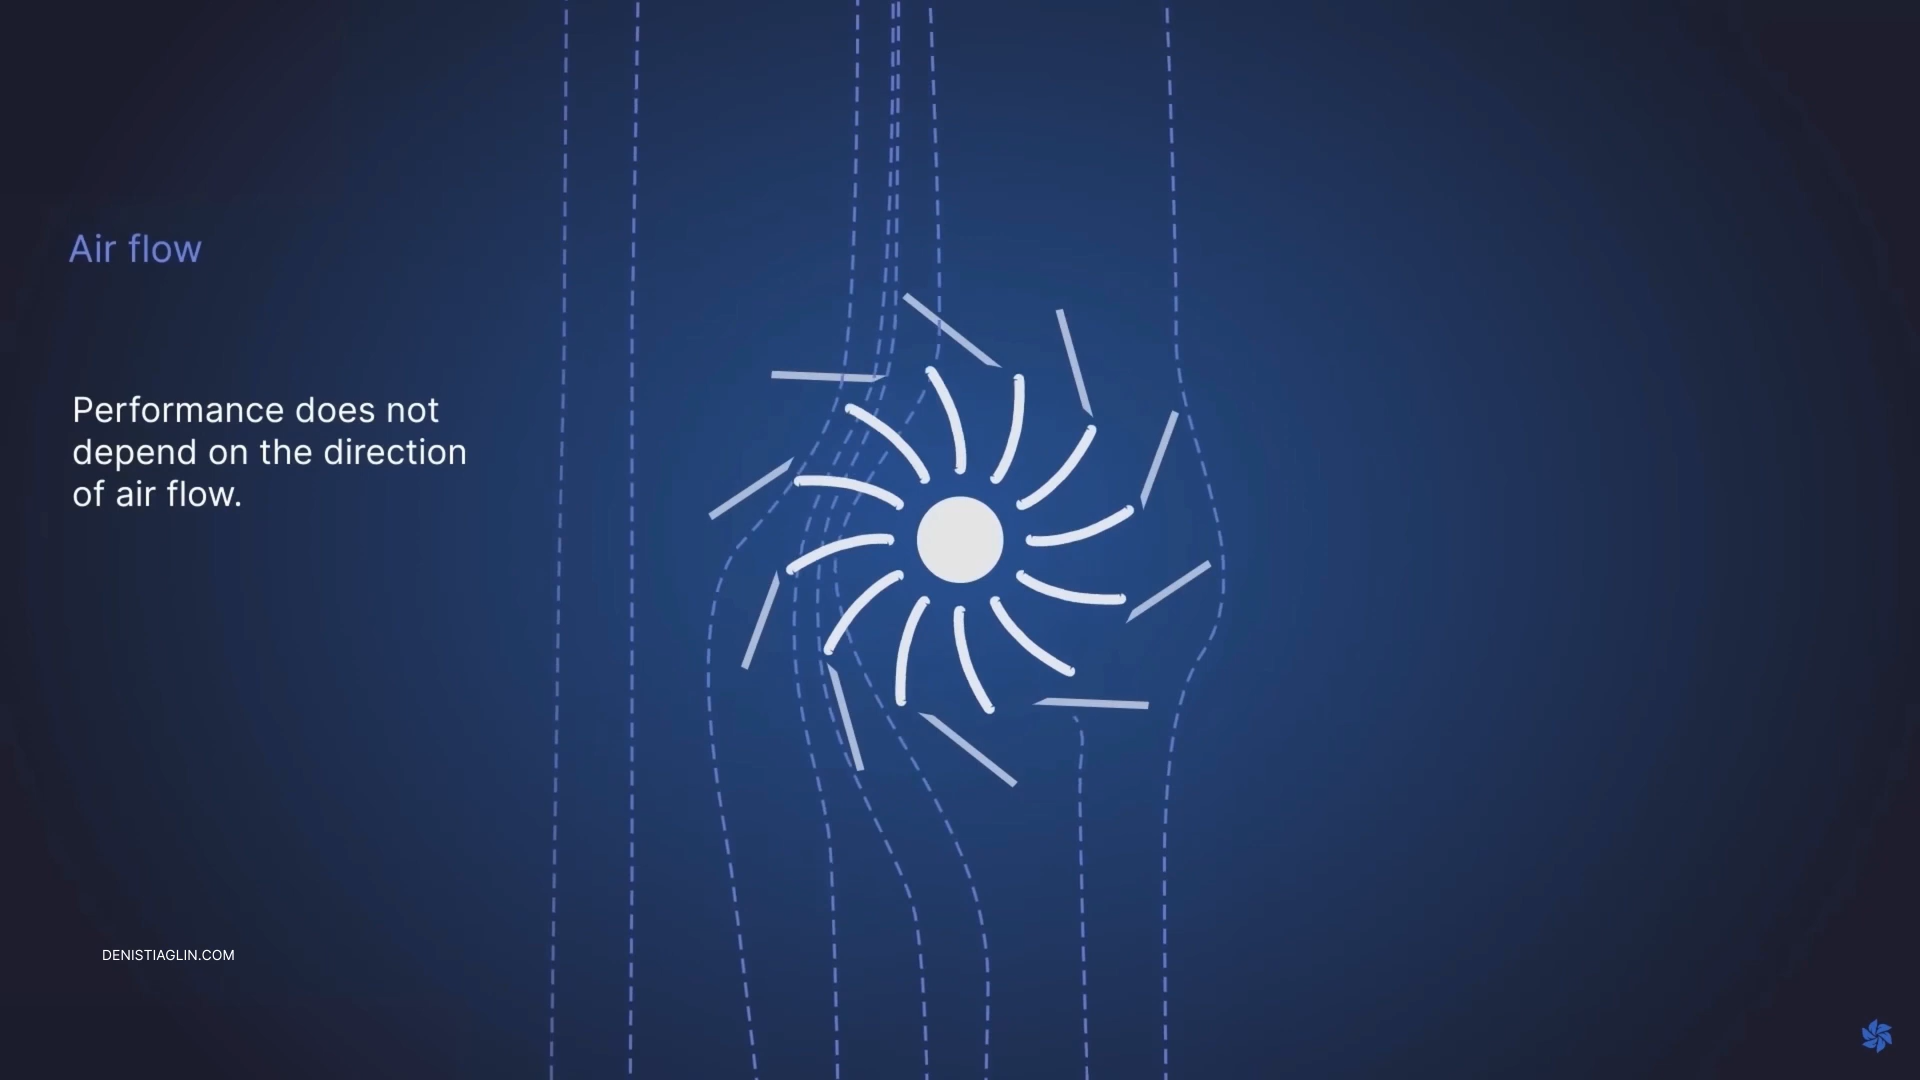 Air flow
Performance does not
depend on the direction
of air flow.
DENISTIAGLIN.COM